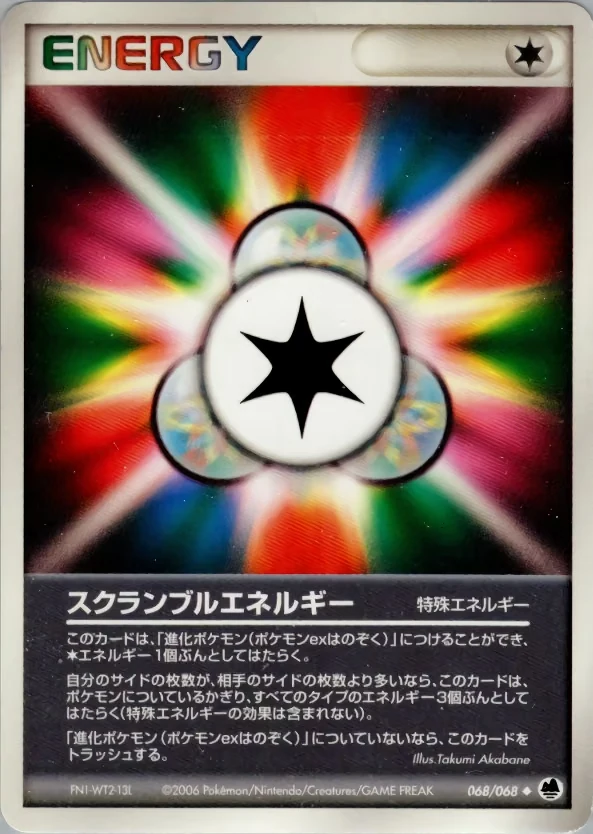 ENERGY
スクランブルエネルギー 特殊エネルギー
このカードは、「進化ポケモン(ポケモンexはのぞく)」につけることができ、
✶エネルギー1個ぶんとしてはたらく。
自分のサイドの枚数が、相手のサイドの枚数より多いなら、このカードは、
ポケモンについているかぎり、すべてのタイプのエネルギー3個ぶんとして
はたらく(特殊エネルギーの効果は含まれない)。
「進化ポケモン(ポケモンexはのぞく)」についていないなら、このカードを
トラッシュする。
Illus.Takumi Akabane
FNI-WT2-13L ©2006 Pokémon/Nintendo/Creatures/GAME FREAK 068/068 ◆